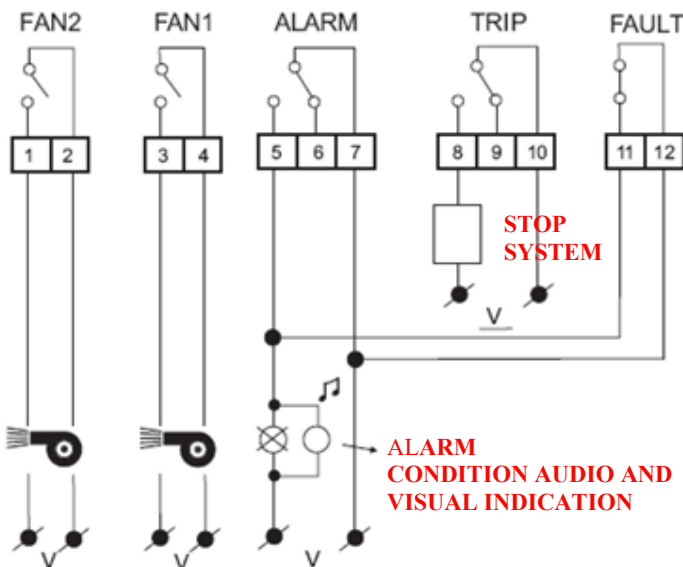 FAN2 FAN1 ALARM TRIP FAULT
1 2 3 4 5 6 7 8 9 10 11 12
STOP
SYSTEM
V
ALARM
CONDITION AUDIO AND
VISUAL INDICATION
V V V